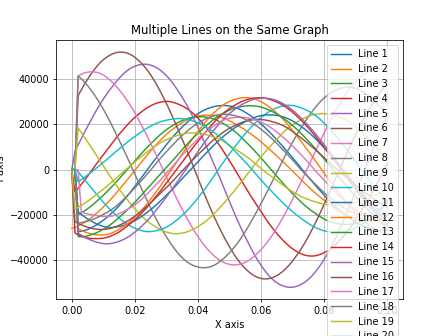 Multiple Lines on the Same Graph
40000
20000
0
−20000
−40000
0.00
0.02
0.04
0.06
X axis
Line 1
Line 2
Line 3
Line 4
Line 5
Line 6
Line 7
Line 8
Line 9
Line 10
Line 11
Line 12
Line 13
Line 14
Line 15
Line 16
Line 17
Line 18
Line 19
Line 20